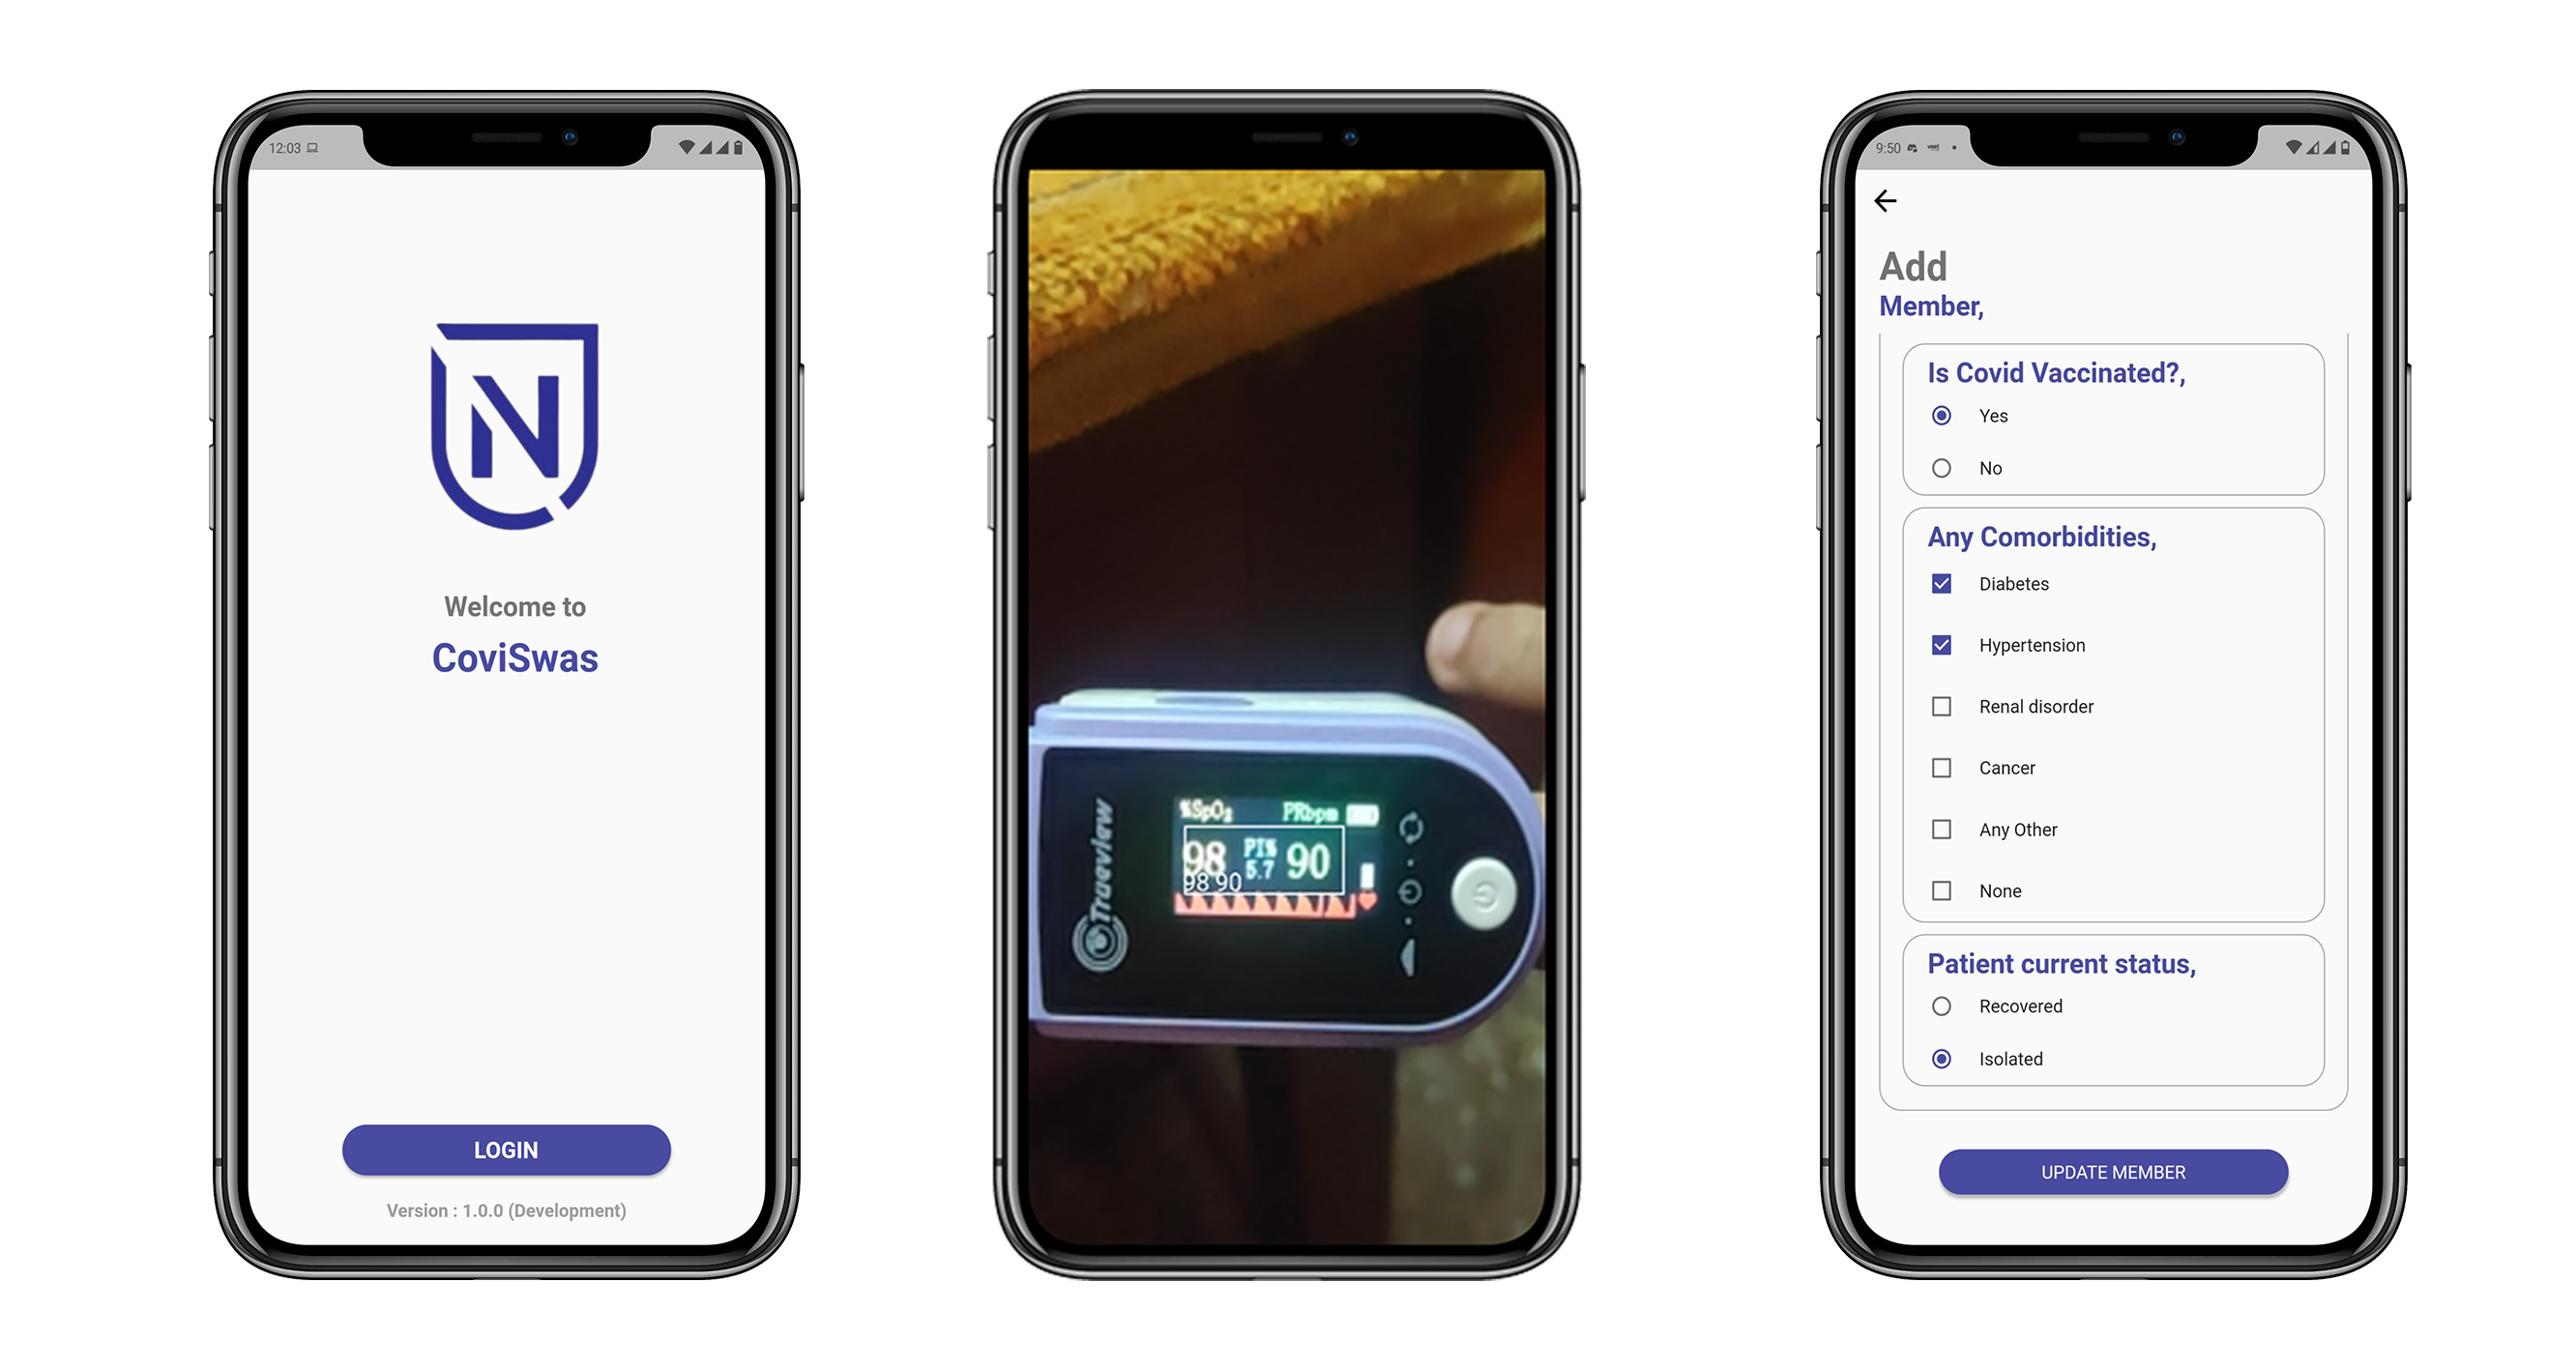 12:03
N
Welcome to
CoviSwas
LOGIN
Version : 1.0.0 (Development)
%SpO₂ PRbpm
98 PI% 90
5.7
98 90
Trueview
9:50
Add
Member,
Is Covid Vaccinated?,
Yes
No
Any Comorbidities,
Diabetes
Hypertension
Renal disorder
Cancer
Any Other
None
Patient current status,
Recovered
Isolated
UPDATE MEMBER